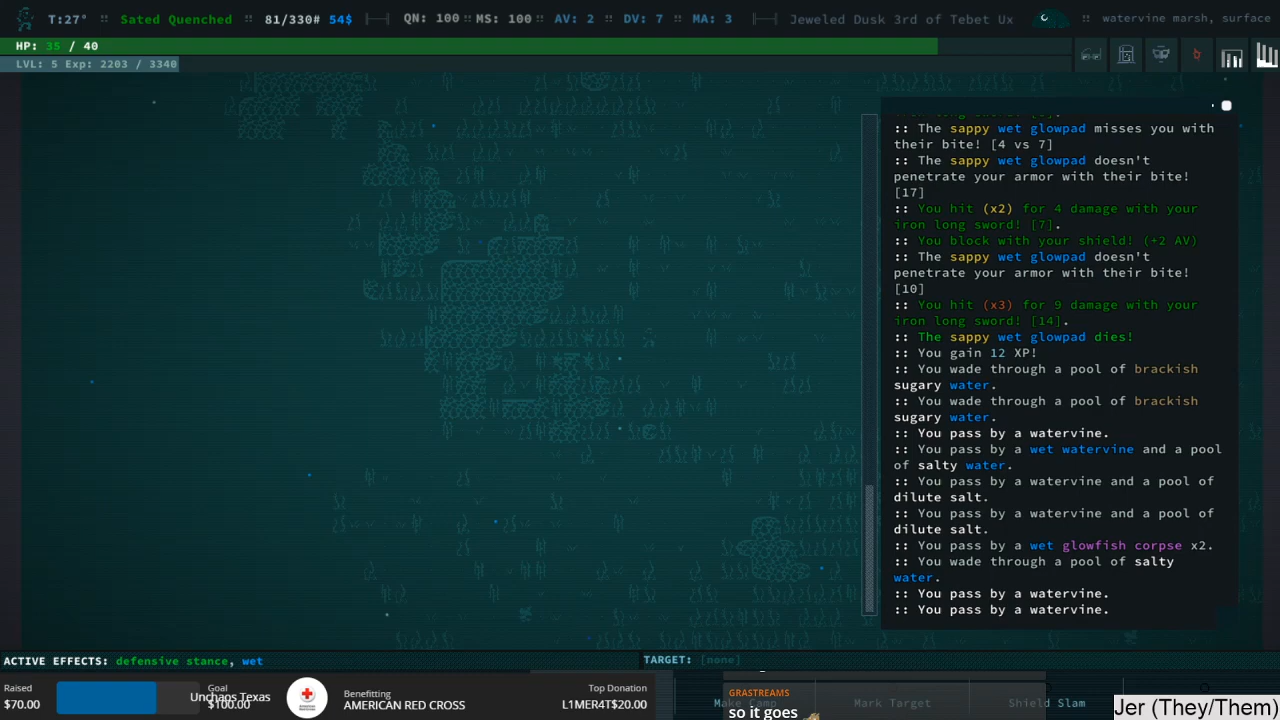 T:27° :: Sated Quenched :: 81/330# 54$ QN: 100 :: MS: 100 :: AV: 2 :: DV: 7 :: MA: 3 Jeweled Dusk 3rd of Tebet Ux :: watervine marsh, surface
HP: 35 / 40
LVL: 5 Exp: 2203 / 3340
:: The sappy wet glowpad misses you with
their bite! [4 vs 7]
:: The sappy wet glowpad doesn't
penetrate your armor with their bite!
[17]
:: You hit (x2) for 4 damage with your
iron long sword! [7].
:: You block with your shield! (+2 AV)
:: The sappy wet glowpad doesn't
penetrate your armor with their bite!
[10]
:: You hit (x3) for 9 damage with your
iron long sword! [14].
:: The sappy wet glowpad dies!
:: You gain 12 XP!
:: You wade through a pool of brackish
sugary water.
:: You wade through a pool of brackish
sugary water.
:: You pass by a watervine.
:: You pass by a wet watervine and a pool
of salty water.
:: You pass by a watervine and a pool of
dilute salt.
:: You pass by a watervine and a pool of
dilute salt.
:: You pass by a wet glowfish corpse x2.
:: You wade through a pool of salty
water.
:: You pass by a watervine.
:: You pass by a watervine.
ACTIVE EFFECTS: defensive stance, wet
TARGET: [none]
Raised
$70.00
Goal
Unchgs Texas
Benefitting
AMERICAN RED CROSS
Top Donation
L1MER4T$20.00
GRASTREAMS
so it goes
Make Camp
Mark Target
Shield Slam
Jer (They/Them)